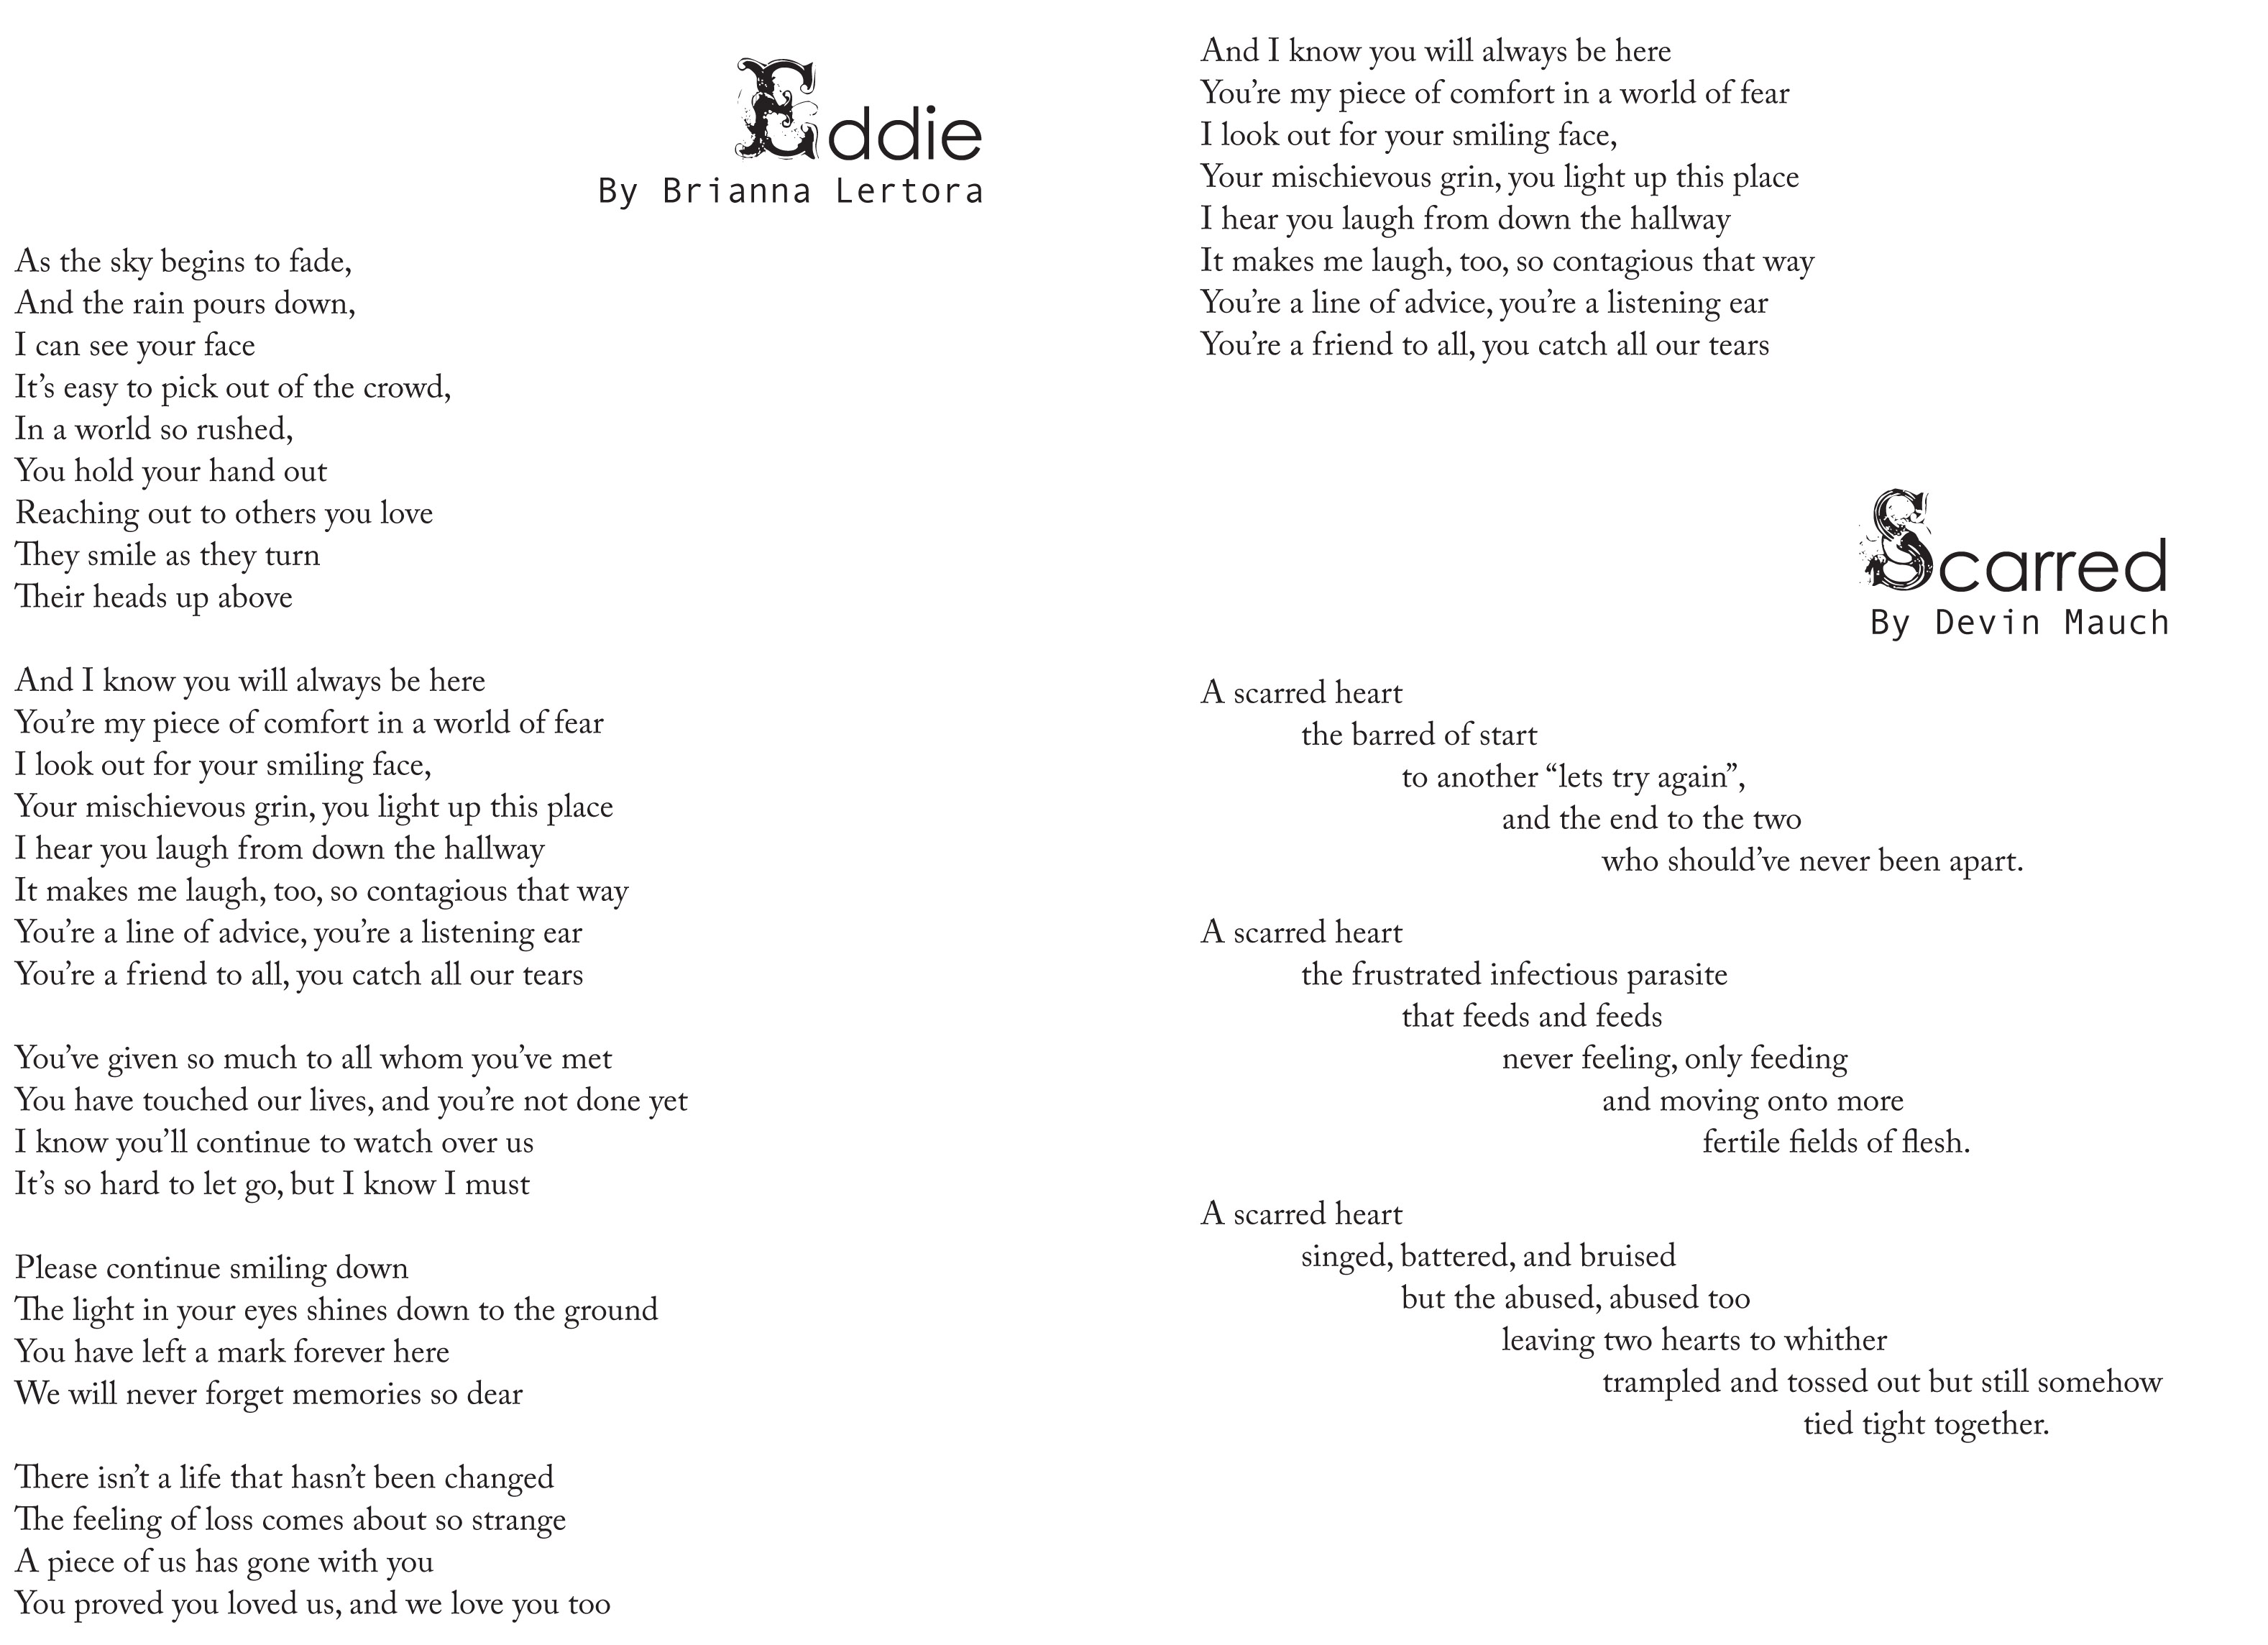 Eddie
By Brianna Lertora
As the sky begins to fade,
And the rain pours down,
I can see your face
It’s easy to pick out of the crowd,
In a world so rushed,
You hold your hand out
Reaching out to others you love
They smile as they turn
Their heads up above
And I know you will always be here
You’re my piece of comfort in a world of fear
I look out for your smiling face,
Your mischievous grin, you light up this place
I hear you laugh from down the hallway
It makes me laugh, too, so contagious that way
You’re a line of advice, you’re a listening ear
You’re a friend to all, you catch all our tears
You’ve given so much to all whom you’ve met
You have touched our lives, and you’re not done yet
I know you’ll continue to watch over us
It’s so hard to let go, but I know I must
Please continue smiling down
The light in your eyes shines down to the ground
You have left a mark forever here
We will never forget memories so dear
There isn’t a life that hasn’t been changed
The feeling of loss comes about so strange
A piece of us has gone with you
You proved you loved us, and we love you too
And I know you will always be here
You’re my piece of comfort in a world of fear
I look out for your smiling face,
Your mischievous grin, you light up this place
I hear you laugh from down the hallway
It makes me laugh, too, so contagious that way
You’re a line of advice, you’re a listening ear
You’re a friend to all, you catch all our tears
Scarred
By Devin Mauch
A scarred heart
the barred of start
to another “lets try again”,
and the end to the two
who should’ve never been apart.
A scarred heart
the frustrated infectious parasite
that feeds and feeds
never feeling, only feeding
and moving onto more
fertile fields of flesh.
A scarred heart
singed, battered, and bruised
but the abused, abused too
leaving two hearts to whither
trampled and tossed out but still somehow
tied tight together.